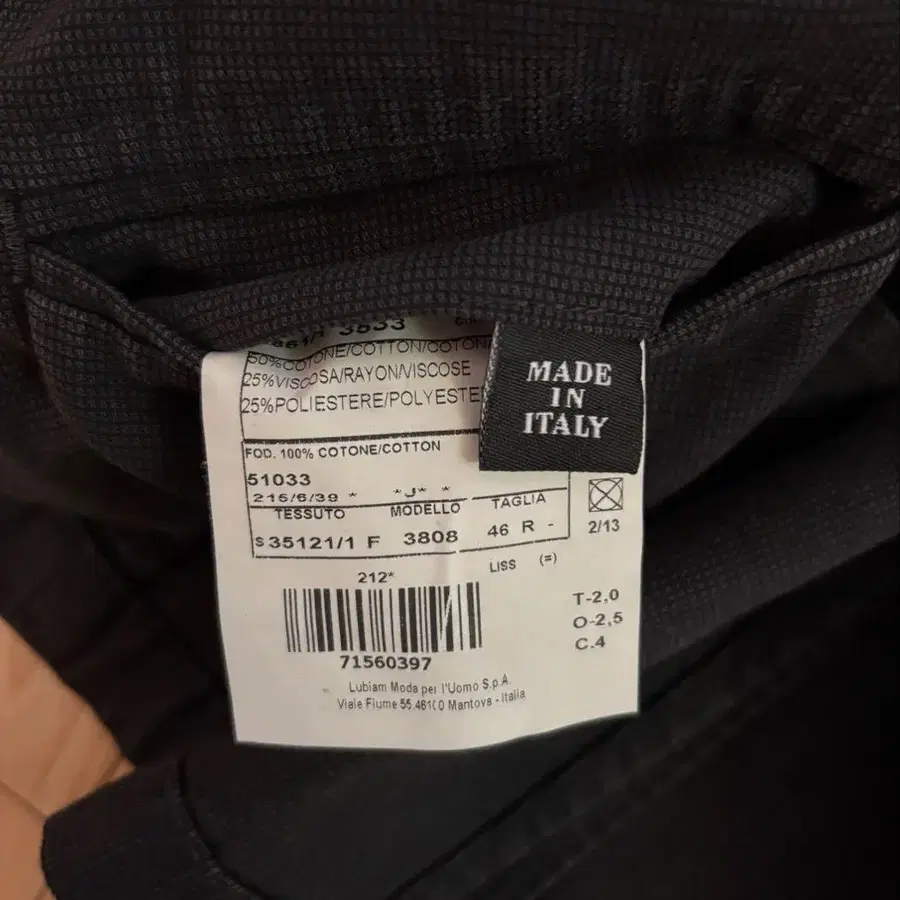 3533
50%COTONE/COTTON/COTON
25%VISCOSA/RAYON/VISCOSE
25%POLIESTERE/POLYESTE
MADE
IN
ITALY
FOD. 100% COTONE/COTTON
51033
215/6/39 * *J* *
TESSUTO MODELLO TAGLIA
$35121/1 F 3808 46 R -
2/13
LISS (=)
212*
T-2,0
O-2,5
C.4
71560397
Lubiam Moda per l'Uomo S.p.A.
Viale Fiume 55.46100 Mantova - Italia